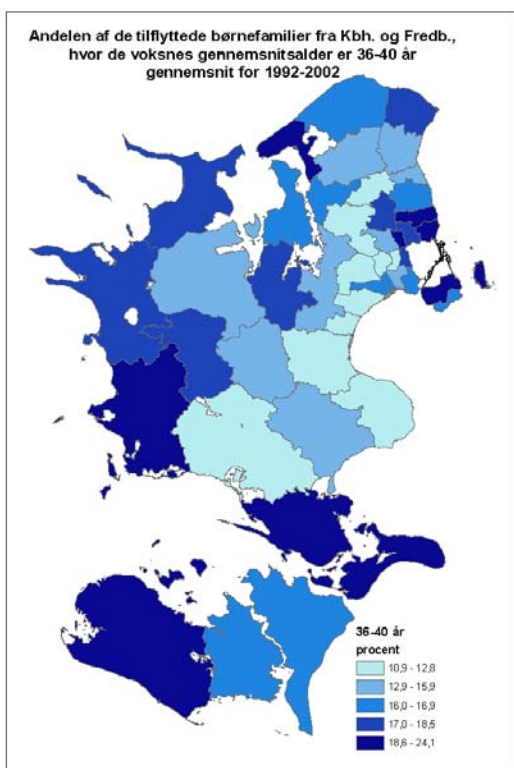 Andelen af de tilflyttede børnefamilier fra Kbh. og Fredb.,
hvor de voksnes gennemsnitsalder er 36-40 år
gennemsnit for 1992-2002
36-40 år
procent
10,9 - 12,8
12,9 - 15,9
16,0 - 16,9
17,0 - 18,5
18,6 - 24,1